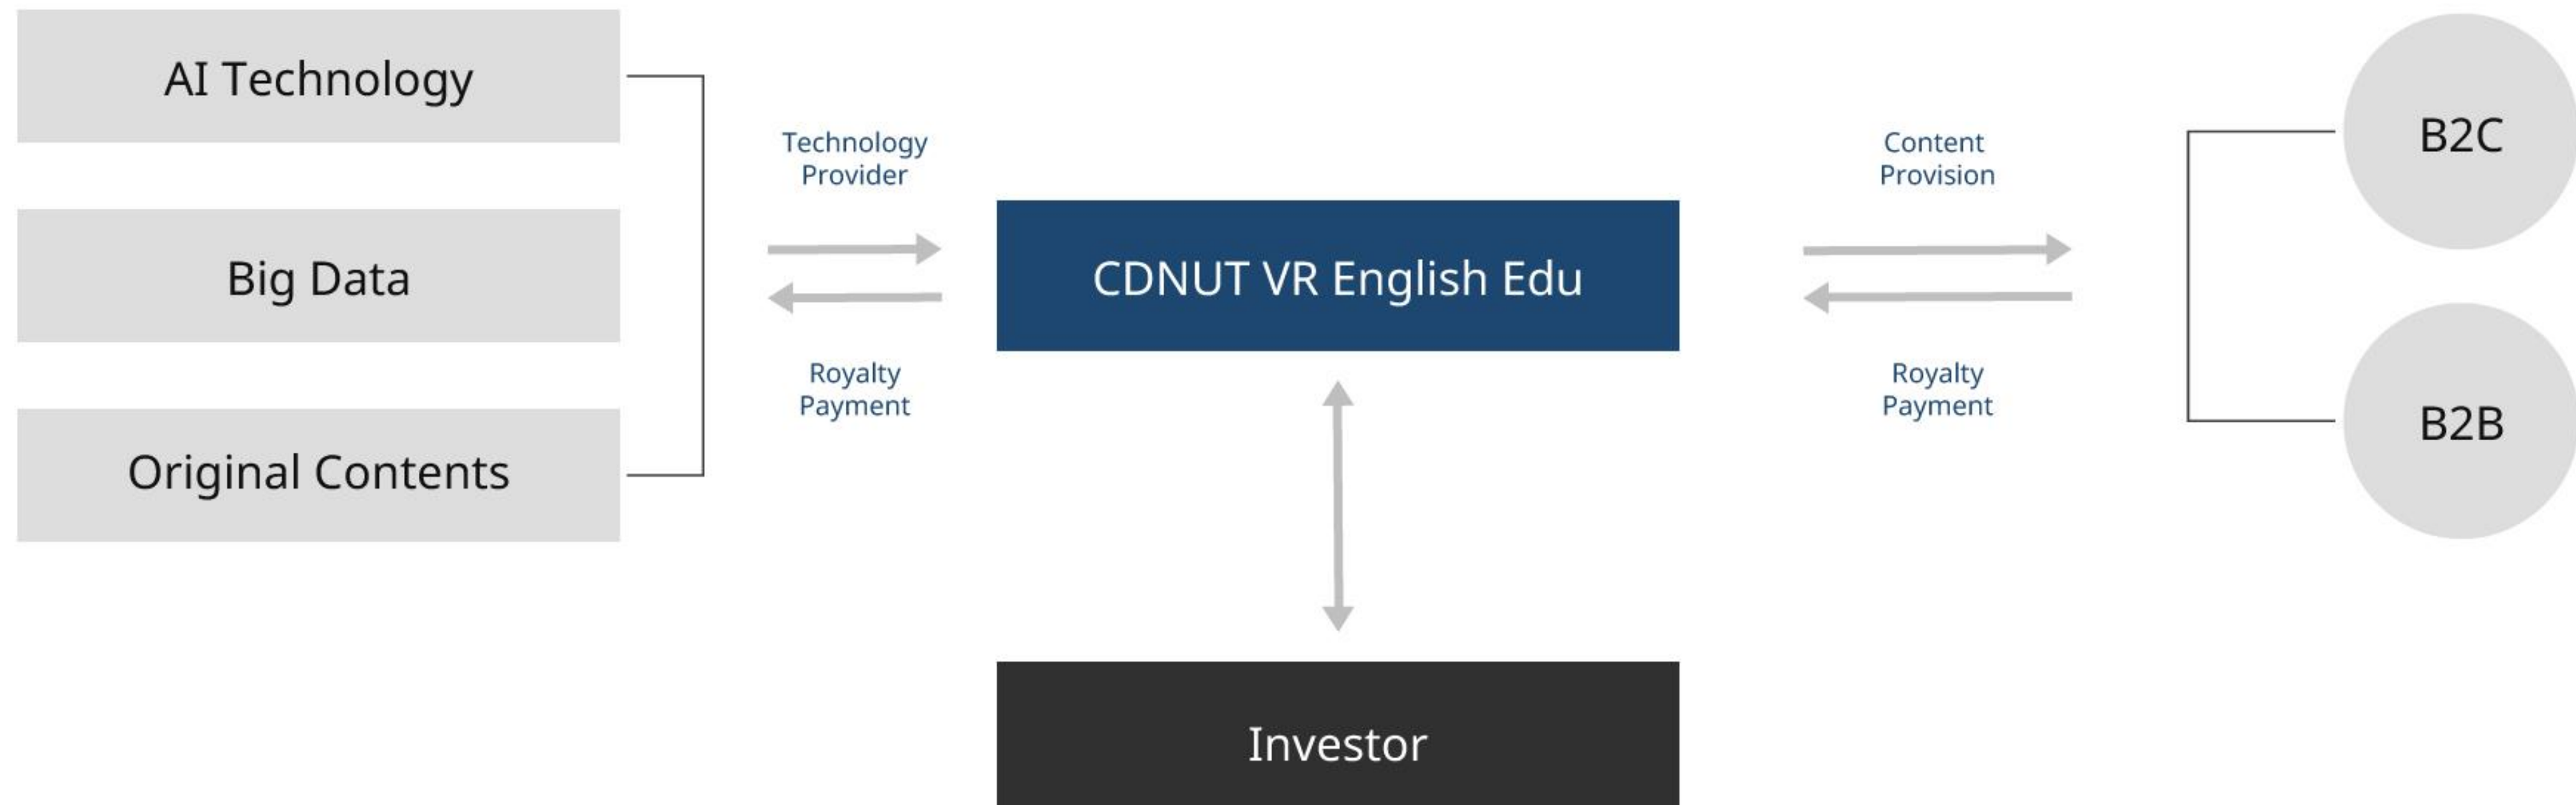 AI Technology
Big Data
Original Contents
Technology
Provider
Royalty
Payment
CDNUT VR English Edu
Investor
Content
Provision
Royalty
Payment
B2C
B2B